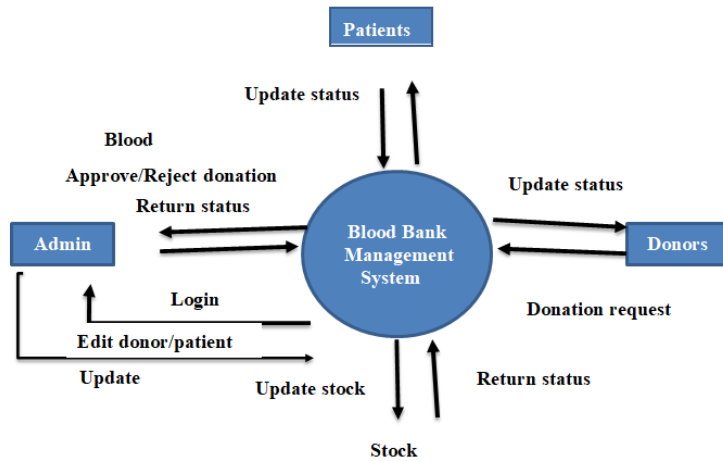 Patients
Update status
Blood
Approve/Reject donation
Return status
Update status
Admin
Blood Bank
Management
System
Donors
Login
Donation request
Edit donor/patient
Update
Update stock
Return status
Stock